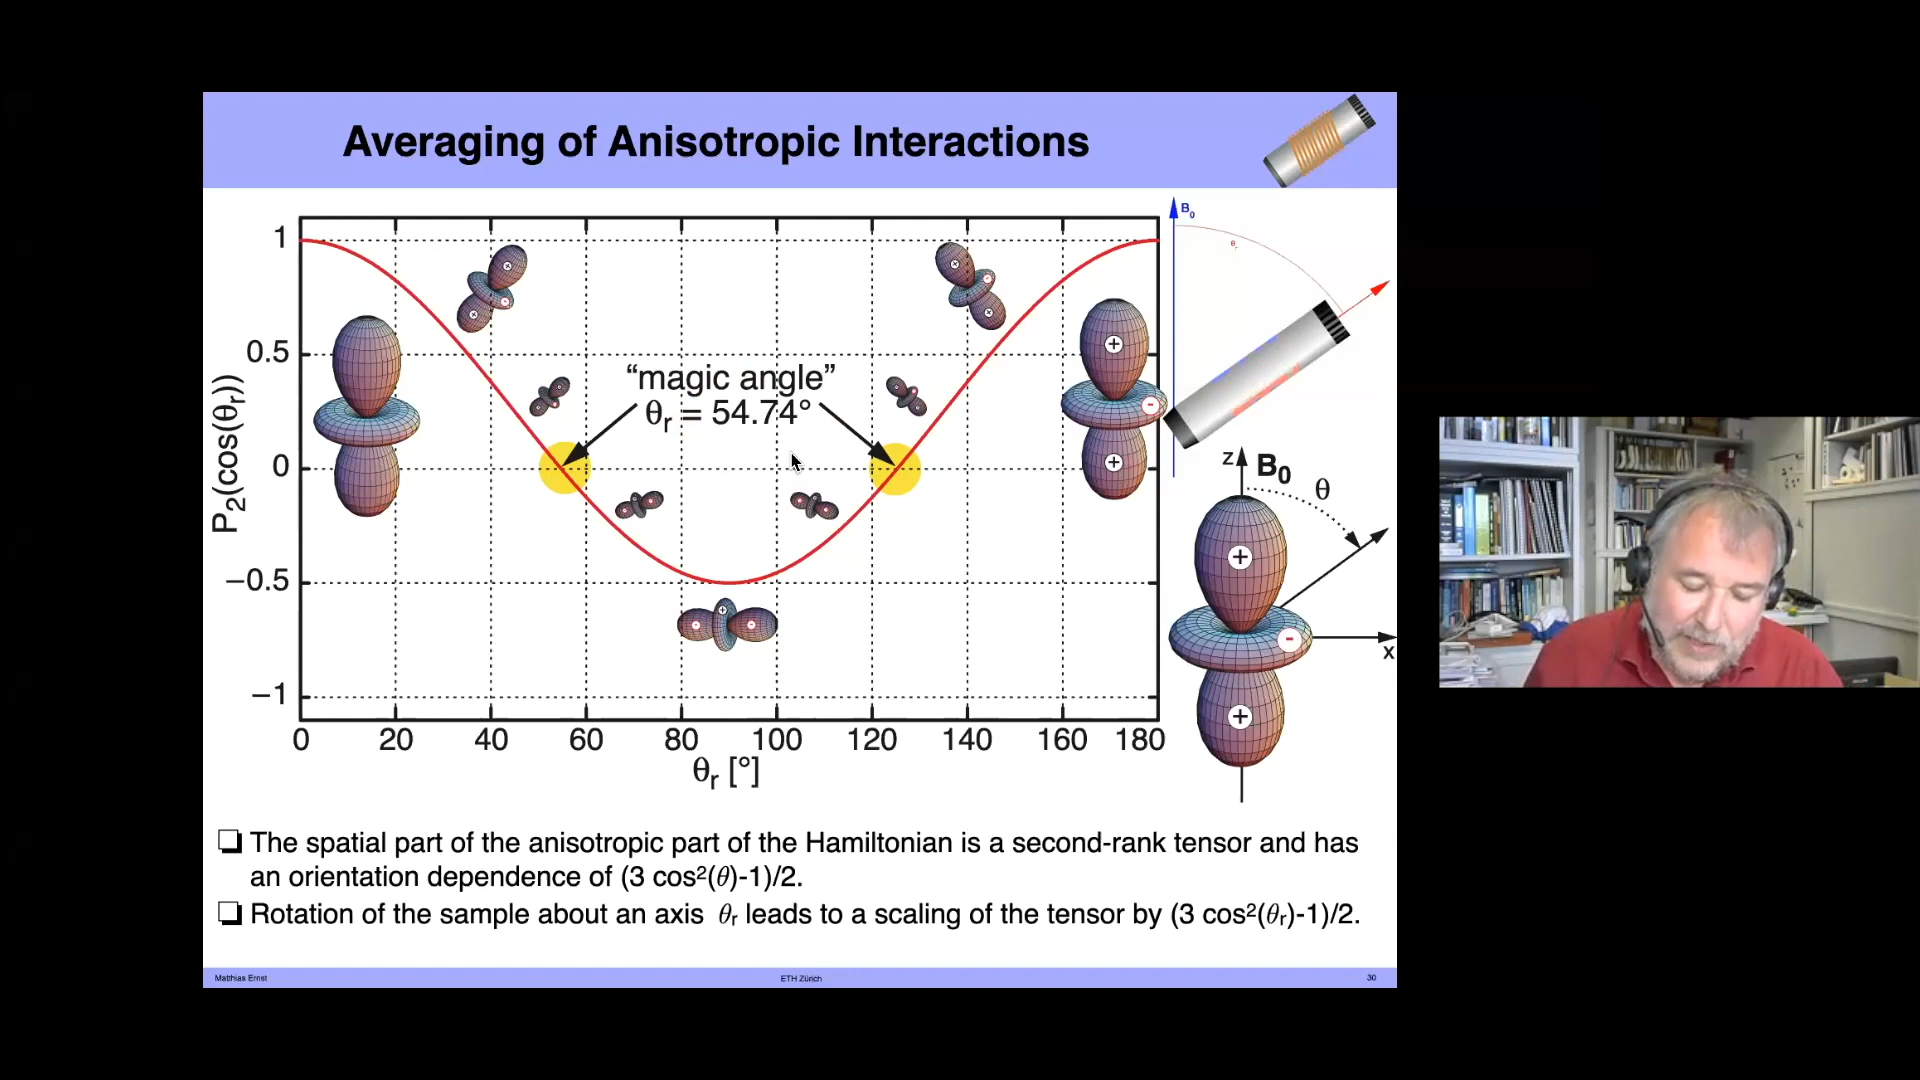 Averaging of Anisotropic Interactions
B₀
θᵣ
1
0.5
0
−0.5
−1
P₂(cos(θᵣ))
"magic angle"
θᵣ = 54.74°
0 20 40 60 80 100 120 140 160 180
θᵣ [°]
z B₀
θ
x
The spatial part of the anisotropic part of the Hamiltonian is a second-rank tensor and has
an orientation dependence of (3 cos²(θ)-1)/2.
Rotation of the sample about an axis θᵣ leads to a scaling of the tensor by (3 cos²(θᵣ)-1)/2.
Matthias Ernst ETH Zürich 30